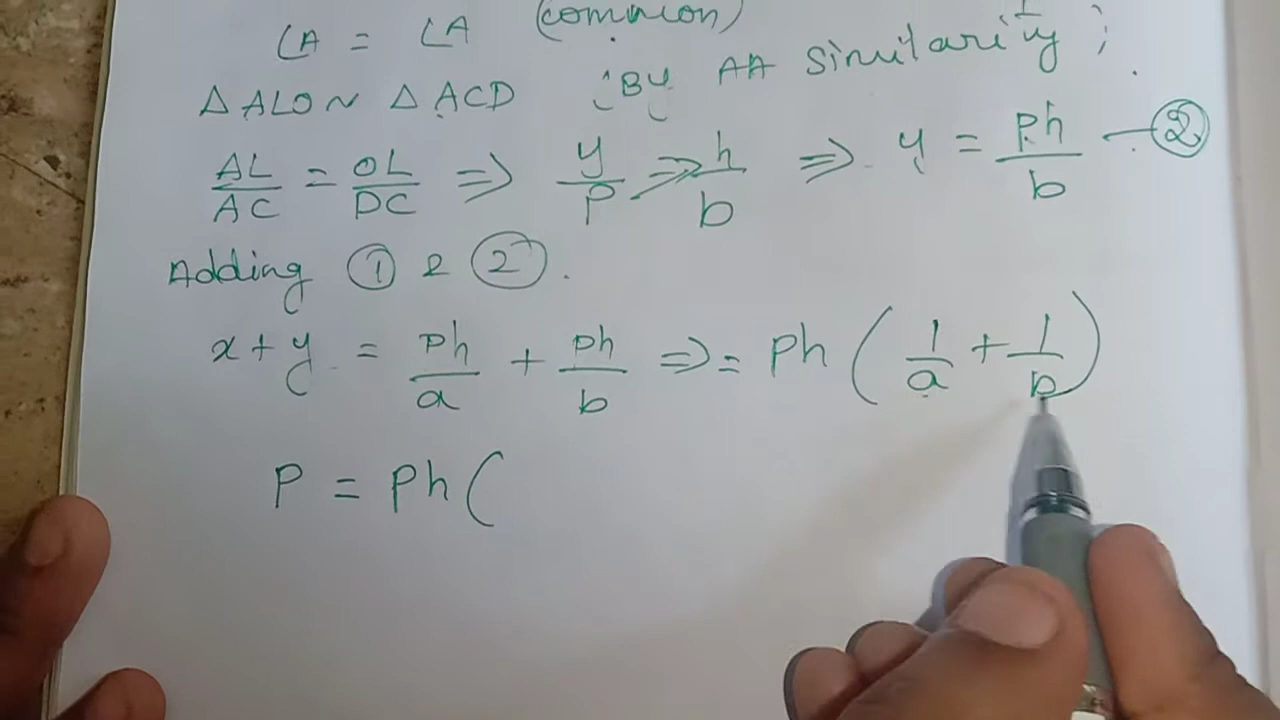 ∠A = ∠A (common)
△ALO ~ △ACD (BY AA Similarity)
AL/AC = OL/DC ⇒ y/P = h/b ⇒ y = Ph/b — ②
Adding ① & ②.
x + y = Ph/a + Ph/b ⇒ = Ph (1/a + 1/b)
P = Ph (